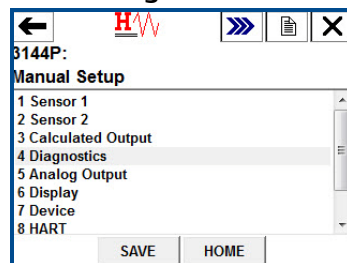 H
3144P:
Manual Setup
1 Sensor 1
2 Sensor 2
3 Calculated Output
4 Diagnostics
5 Analog Output
6 Display
7 Device
8 HART
SAVE HOME